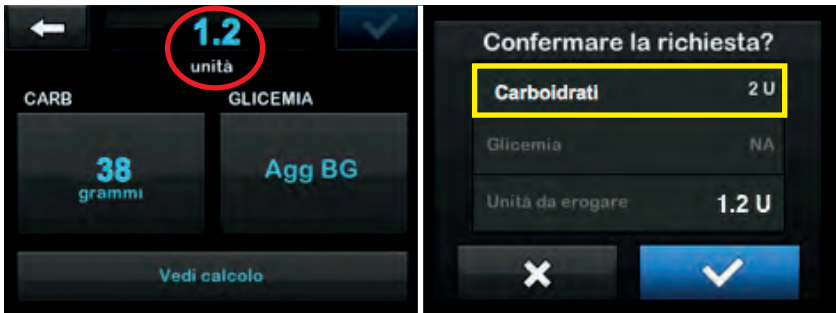 1.2
unità
CARB
GLICEMIA
38
grammi
Agg BG
Vedi calcolo
Confermare la richiesta?
Carboidrati 2 U
Glicemia NA
Unità da erogare 1.2 U